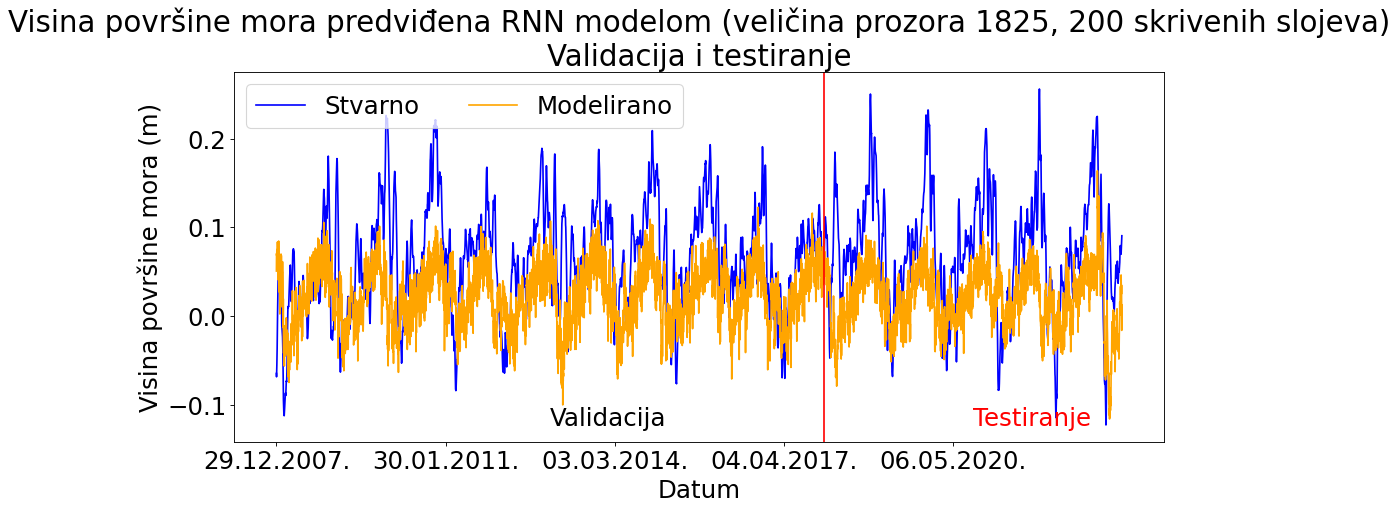 Visina površine mora predviđena RNN modelom (veličina prozora 1825, 200 skrivenih slojeva)
Validacija i testiranje
Stvarno Modelirano
Visina površine mora (m)
0.2
0.1
0.0
−0.1
Validacija Testiranje
29.12.2007. 30.01.2011. 03.03.2014. 04.04.2017. 06.05.2020.
Datum